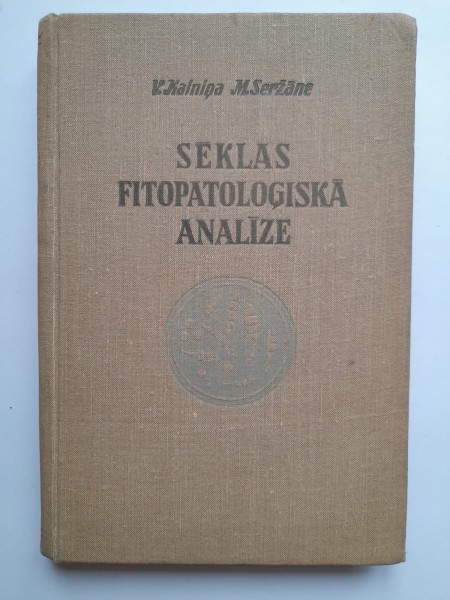 V. Kalniņa M. Seržāne
SĒKLAS
FITOPATOLOĢISKĀ
ANALĪZE